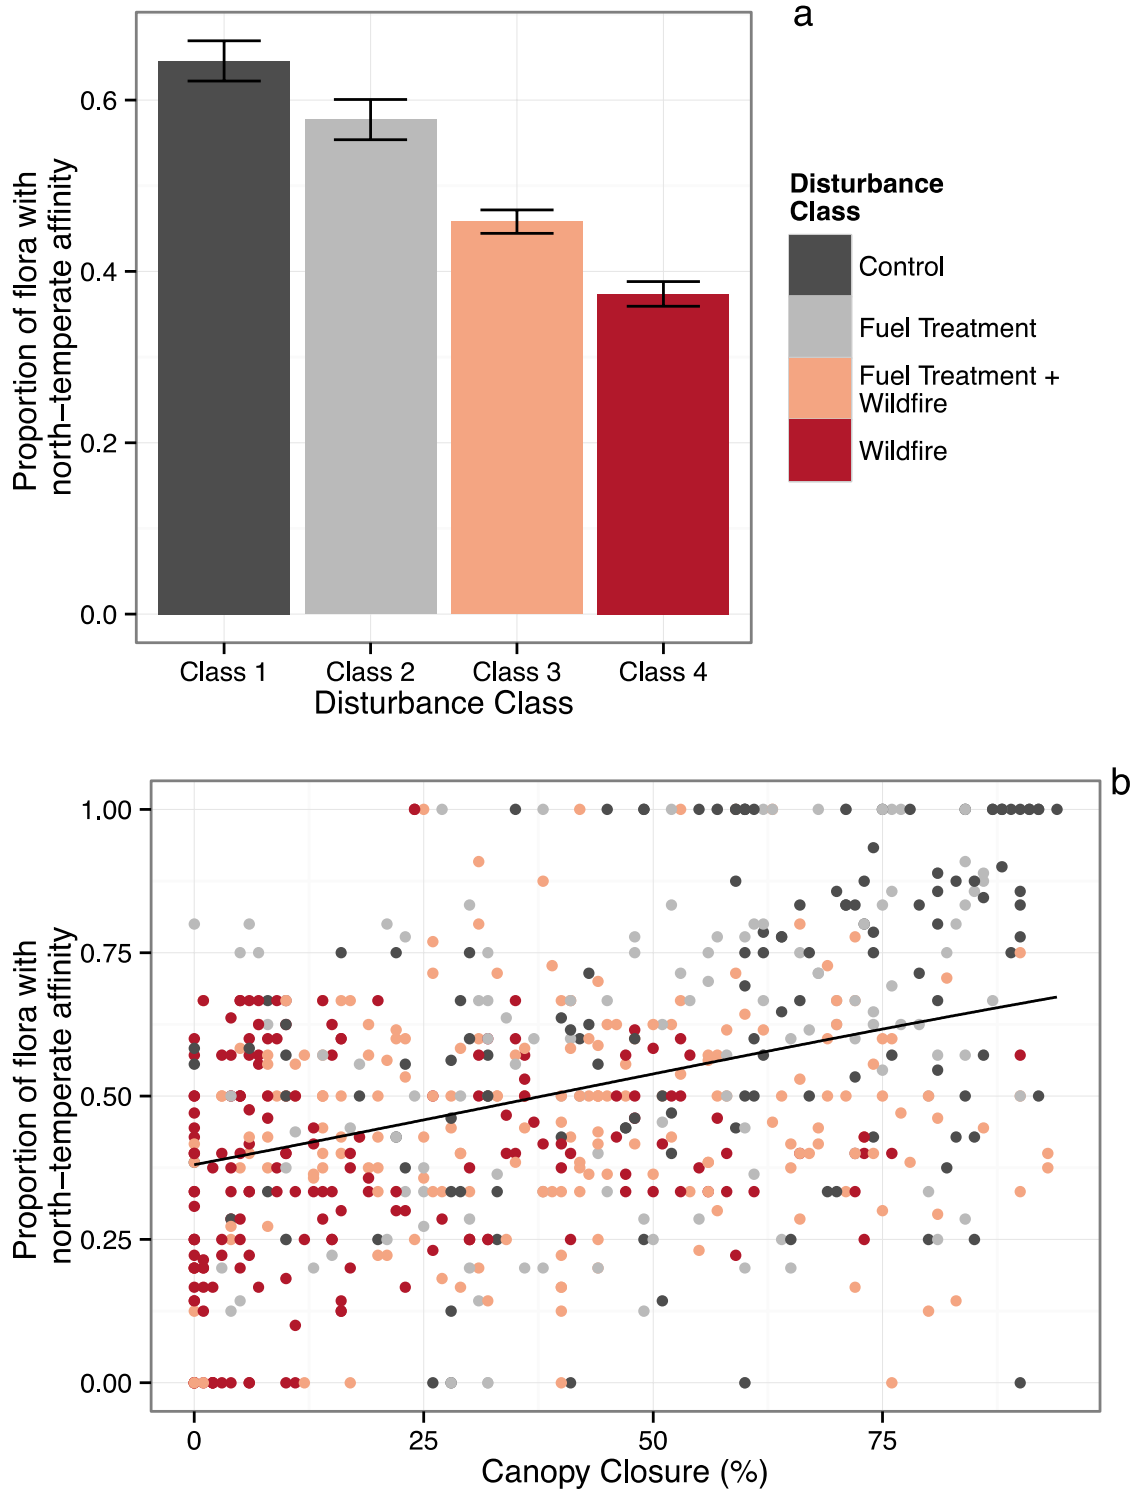 a
Proportion of flora with
north−temperate affinity
0.6
0.4
0.2
0.0
Class 1
Class 2
Class 3
Class 4
Disturbance Class
Disturbance
Class
Control
Fuel Treatment
Fuel Treatment +
Wildfire
Wildfire
b
Proportion of flora with
north−temperate affinity
1.00
0.75
0.50
0.25
0.00
0
25
50
75
Canopy Closure (%)